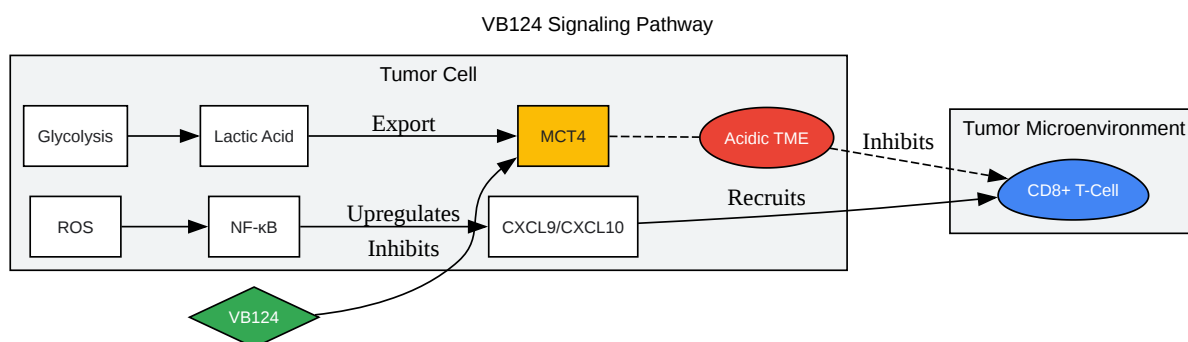 VB124 Signaling Pathway
Tumor Cell
Glycolysis
Lactic Acid
Export
MCT4
Acidic TME
Inhibits
Tumor Microenvironment
CD8+ T-Cell
ROS
NF-κB
Upregulates
CXCL9/CXCL10
Recruits
Inhibits
VB124